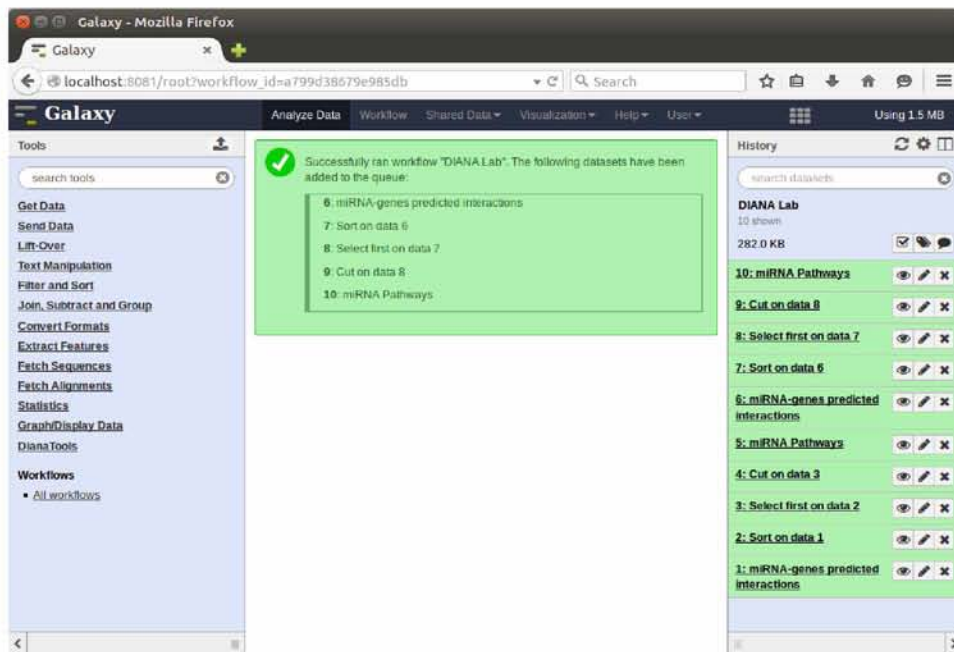 Galaxy - Mozilla Firefox
Galaxy
localhost:8081/root?workflow_id=a799d38679e985db
Search
Galaxy
Analyze Data Workflow Shared Data Visualization Help User
Using 1.5 MB
Tools
search tools
Get Data
Send Data
Lift-Over
Text Manipulation
Filter and Sort
Join, Subtract and Group
Convert Formats
Extract Features
Fetch Sequences
Fetch Alignments
Statistics
Graph/Display Data
DianaTools
Workflows
All workflows
Successfully ran workflow "DIANA Lab". The following datasets have been
added to the queue:
6: miRNA-genes predicted interactions
7: Sort on data 6
8: Select first on data 7
9: Cut on data 8
10: miRNA Pathways
History
search datasets
DIANA Lab
10 shown
282.0 KB
10: miRNA Pathways
9: Cut on data 8
8: Select first on data 7
7: Sort on data 6
6: miRNA-genes predicted
interactions
5: miRNA Pathways
4: Cut on data 3
3: Select first on data 2
2: Sort on data 1
1: miRNA-genes predicted
interactions